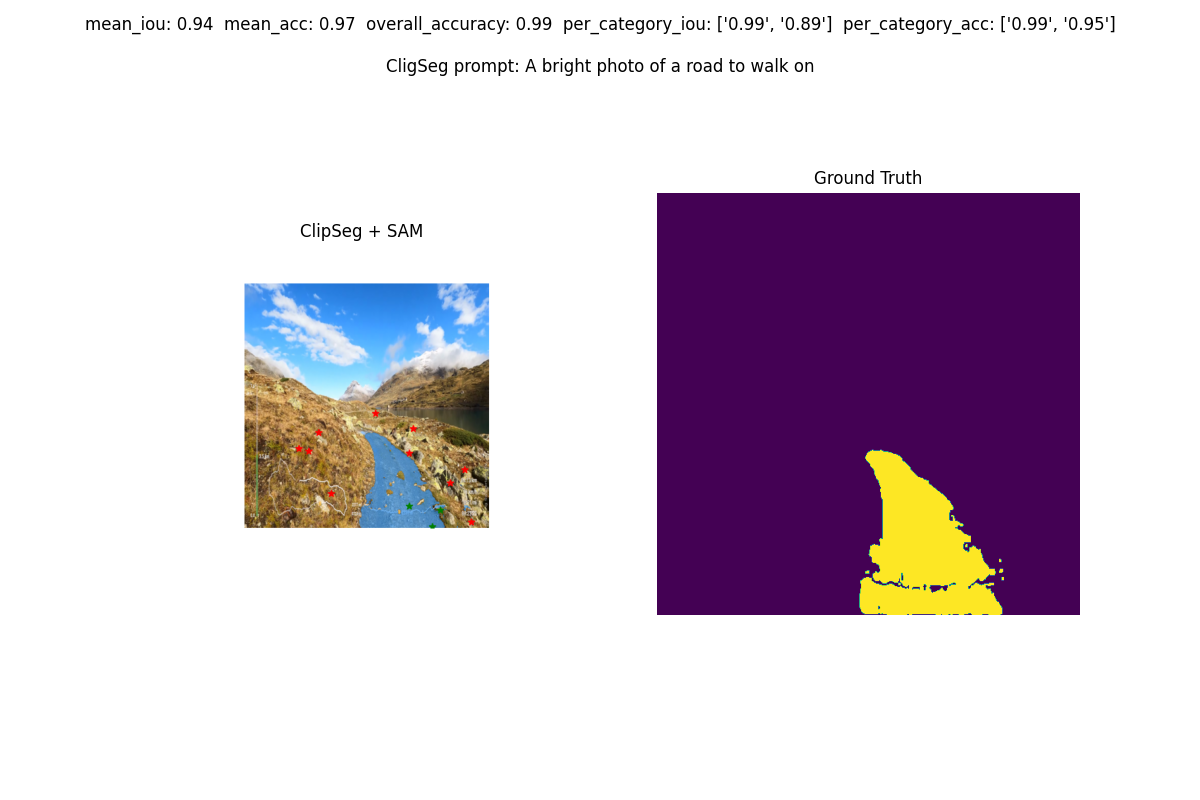 mean_iou: 0.94  mean_acc: 0.97  overall_accuracy: 0.99  per_category_iou: ['0.99', '0.89']  per_category_acc: ['0.99', '0.95']
CligSeg prompt: A bright photo of a road to walk on
Ground Truth
ClipSeg + SAM